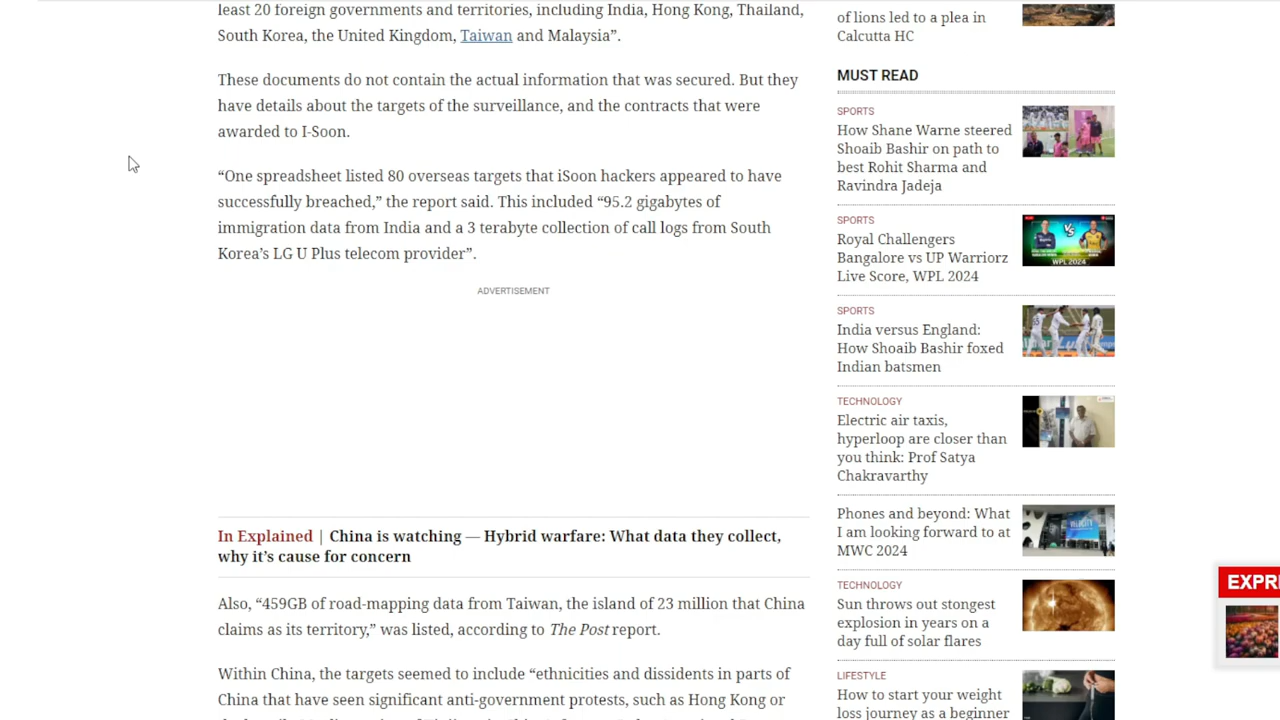 least 20 foreign governments and territories, including India, Hong Kong, Thailand,
South Korea, the United Kingdom, Taiwan and Malaysia”.
These documents do not contain the actual information that was secured. But they
have details about the targets of the surveillance, and the contracts that were
awarded to I-Soon.
“One spreadsheet listed 80 overseas targets that iSoon hackers appeared to have
successfully breached,” the report said. This included “95.2 gigabytes of
immigration data from India and a 3 terabyte collection of call logs from South
Korea’s LG U Plus telecom provider”.
ADVERTISEMENT
In Explained | China is watching — Hybrid warfare: What data they collect,
why it’s cause for concern
Also, “459GB of road-mapping data from Taiwan, the island of 23 million that China
claims as its territory,” was listed, according to The Post report.
Within China, the targets seemed to include “ethnicities and dissidents in parts of
China that have seen significant anti-government protests, such as Hong Kong or
of lions led to a plea in
Calcutta HC
MUST READ
SPORTS
How Shane Warne steered
Shoaib Bashir on path to
best Rohit Sharma and
Ravindra Jadeja
SPORTS
Royal Challengers
Bangalore vs UP Warriorz
Live Score, WPL 2024
VS
WPL 2024
SPORTS
India versus England:
How Shoaib Bashir foxed
Indian batsmen
TECHNOLOGY
Electric air taxis,
hyperloop are closer than
you think: Prof Satya
Chakravarthy
Phones and beyond: What
I am looking forward to at
MWC 2024
TECHNOLOGY
Sun throws out stongest
explosion in years on a
day full of solar flares
LIFESTYLE
How to start your weight
loss journey as a beginner
EXPR